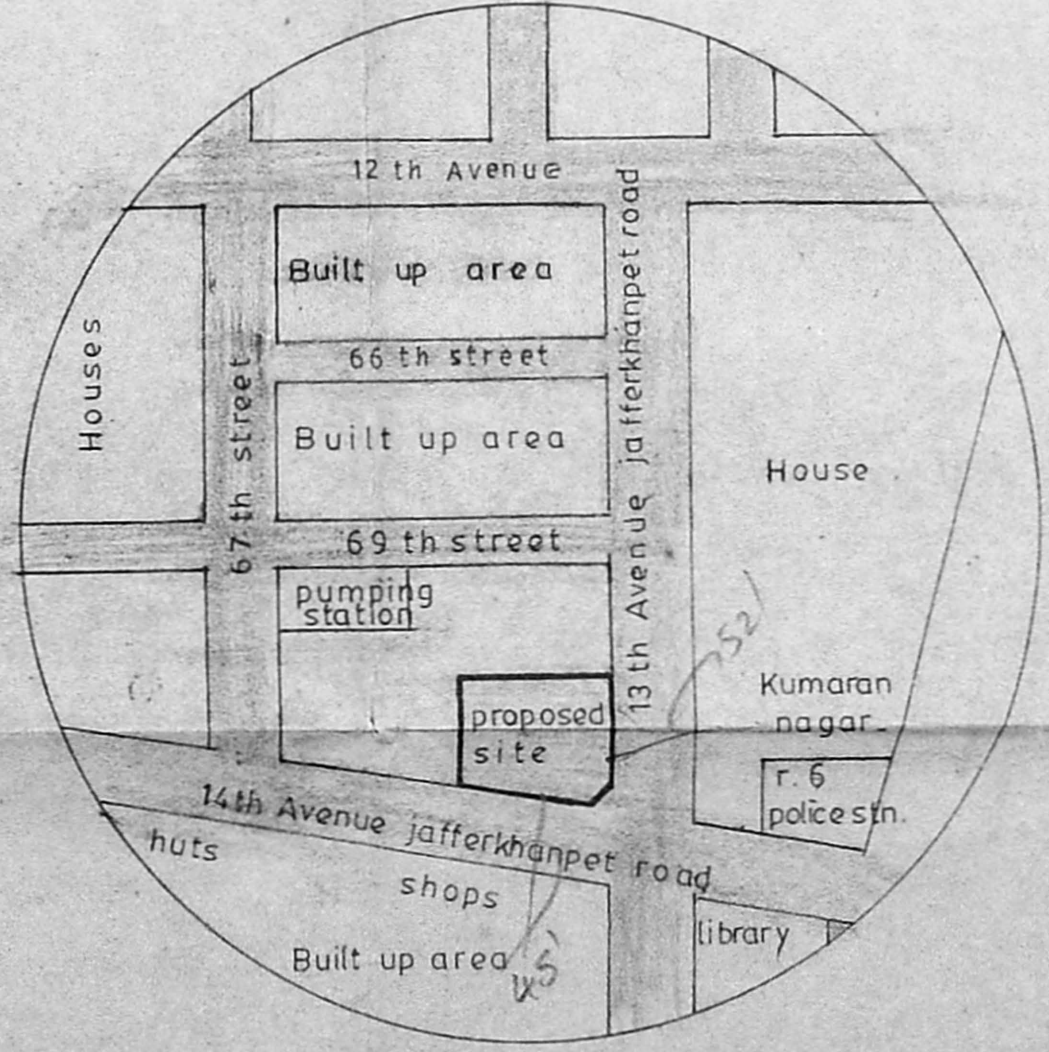 12 th Avenue
13 th Avenue jafferkhanpet road
Built up area
Houses
66 th street
67 th street
Built up area
House
69 th street
pumping
station
Kumaran
nagar.
proposed
site
r. 6
police stn.
14th Avenue jafferkhanpet road
huts
shops
library
Built up area